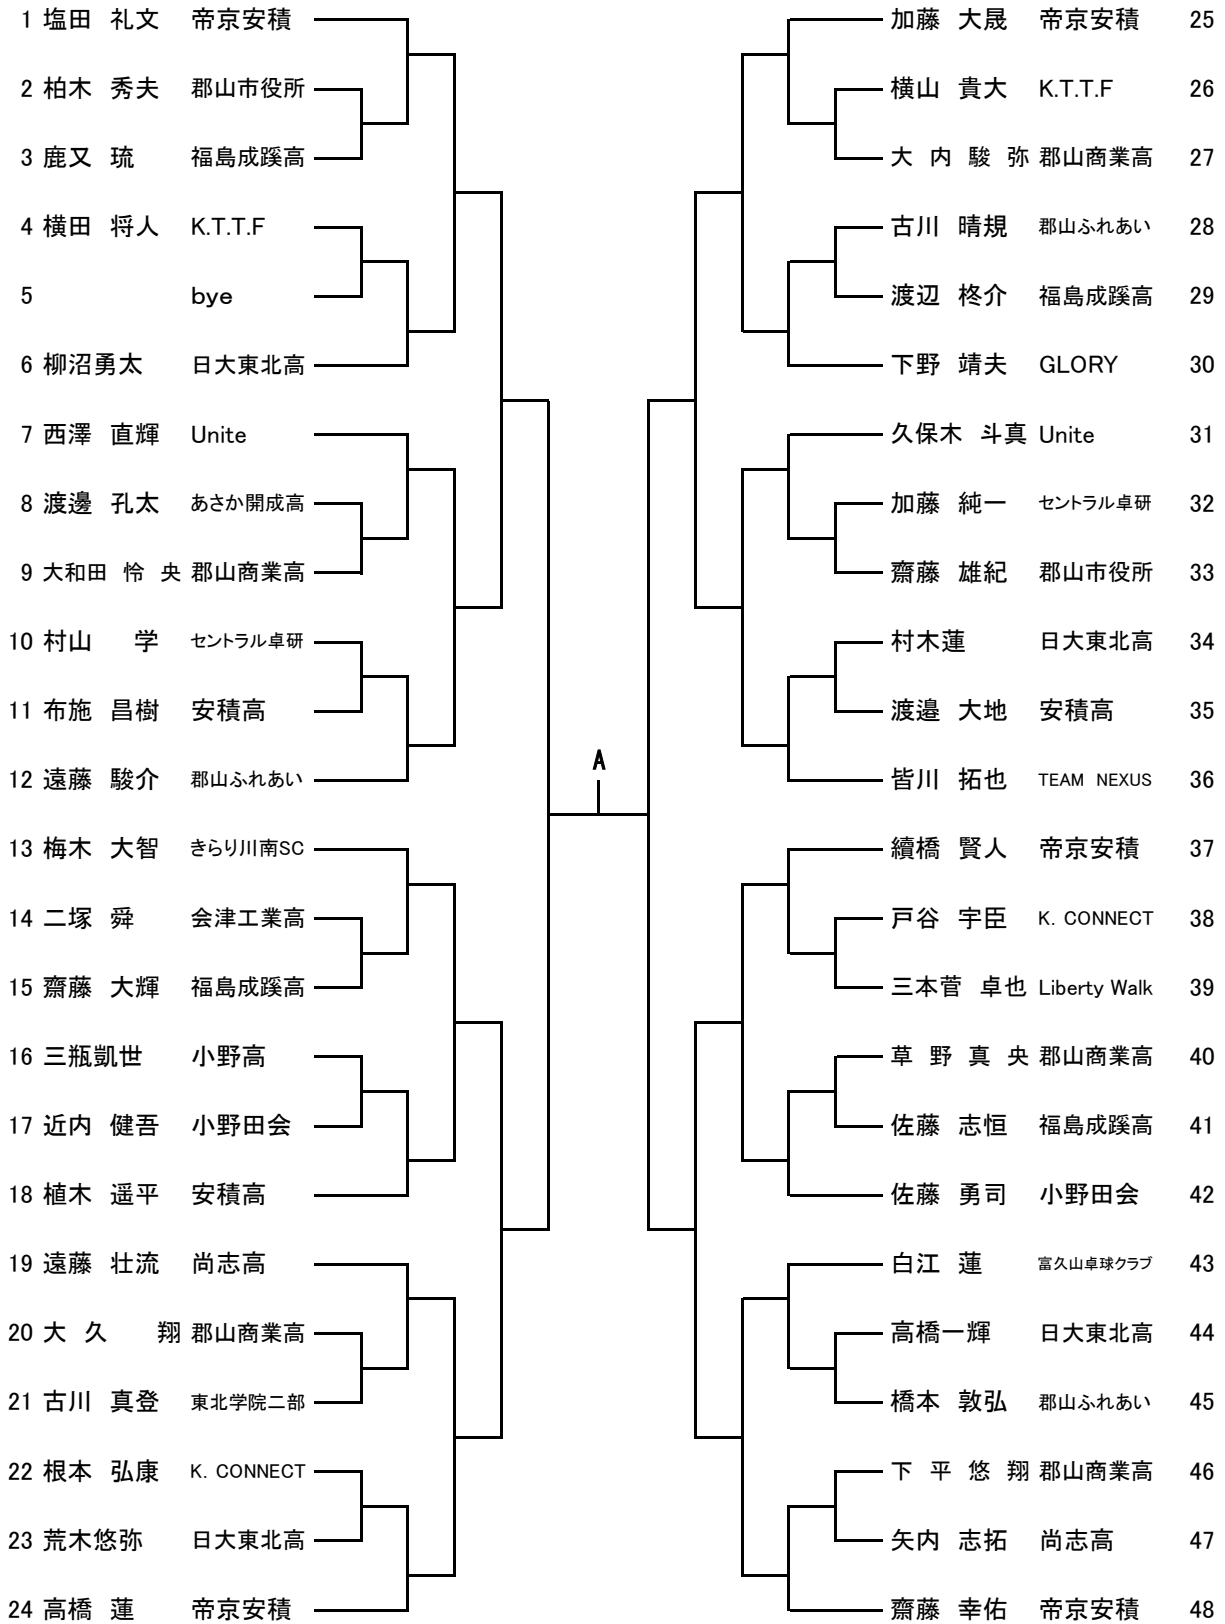 1 塩田 礼文 帝京安積
2 柏木 秀夫 郡山市役所
3 鹿又 琉 福島成蹊高
4 横田 将人 K.T.T.F
5 bye
6 柳沼勇太 日大東北高
7 西澤 直輝 Unite
8 渡邊 孔太 あさか開成高
9 大和田 怜 央 郡山商業高
10 村山 学 セントラル卓研
11 布施 昌樹 安積高
12 遠藤 駿介 郡山ふれあい
13 梅木 大智 きらり川南SC
14 二塚 舜 会津工業高
15 齋藤 大輝 福島成蹊高
16 三瓶凱世 小野高
17 近内 健吾 小野田会
18 植木 遥平 安積高
19 遠藤 壮流 尚志高
20 大 久 翔 郡山商業高
21 古川 真登 東北学院二部
22 根本 弘康 K. CONNECT
23 荒木悠弥 日大東北高
24 高橋 蓮 帝京安積
A
加藤 大晟 帝京安積 25
横山 貴大 K.T.T.F 26
大 内 駿 弥 郡山商業高 27
古川 晴規 郡山ふれあい 28
渡辺 柊介 福島成蹊高 29
下野 靖夫 GLORY 30
久保木 斗真 Unite 31
加藤 純一 セントラル卓研 32
齋藤 雄紀 郡山市役所 33
村木蓮 日大東北高 34
渡邉 大地 安積高 35
皆川 拓也 TEAM NEXUS 36
續橋 賢人 帝京安積 37
戸谷 宇臣 K. CONNECT 38
三本菅 卓也 Liberty Walk 39
草 野 真 央 郡山商業高 40
佐藤 志恒 福島成蹊高 41
佐藤 勇司 小野田会 42
白江 蓮 富久山卓球クラブ 43
高橋一輝 日大東北高 44
橋本 敦弘 郡山ふれあい 45
下 平 悠 翔 郡山商業高 46
矢内 志拓 尚志高 47
齋藤 幸佑 帝京安積 48